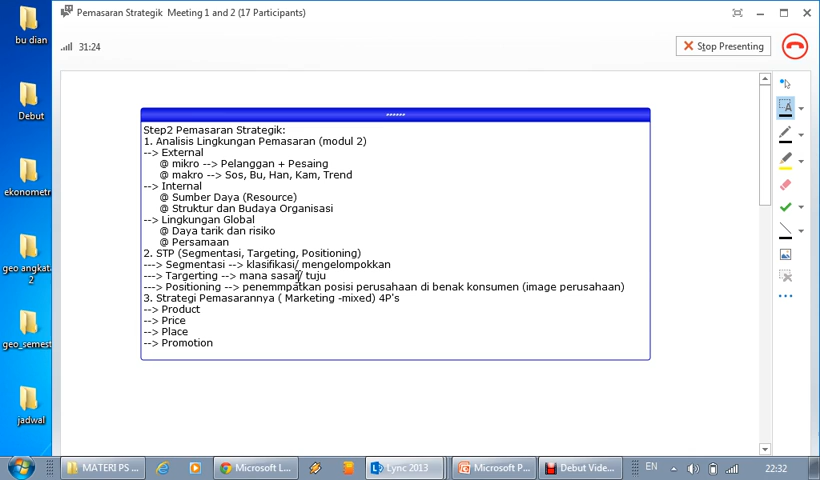 bu dian
Debut
ekonometr
geo angkat
2
geo_semest
jadwal
Pemasaran Strategik Meeting 1 and 2 (17 Participants)
31:24
Stop Presenting
Step2 Pemasaran Strategik:
1. Analisis Lingkungan Pemasaran (modul 2)
--> External
@ mikro --> Pelanggan + Pesaing
@ makro --> Sos, Bu, Han, Kam, Trend
--> Internal
@ Sumber Daya (Resource)
@ Struktur dan Budaya Organisasi
--> Lingkungan Global
@ Daya tarik dan risiko
@ Persamaan
2. STP (Segmentasi, Targeting, Positioning)
---> Segmentasi --> klasifikasi/ mengelompokkan
---> Targerting --> mana sasar/ tuju
---> Positioning --> penemmpatkan posisi perusahaan di benak konsumen (image perusahaan)
3. Strategi Pemasarannya ( Marketing -mixed) 4P's
--> Product
--> Price
--> Place
--> Promotion
MATERI PS ...
Microsoft L...
Lync 2013
Microsoft P...
Debut Vide...
EN
22:32